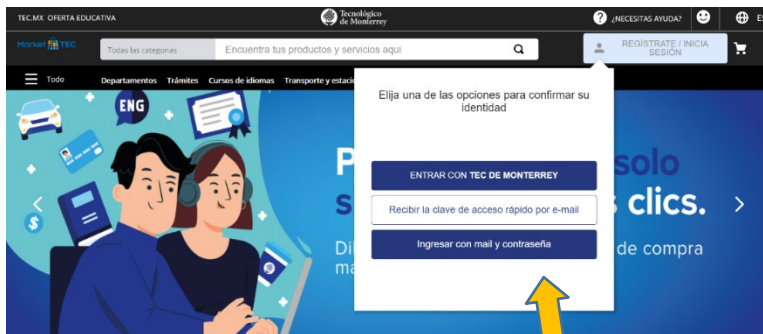 TEC.MX OFERTA EDUCATIVA
Tecnológico
de Monterrey
¿NECESITAS AYUDA?
Market TEC
Todas las categorías
Encuentra tus productos y servicios aqui
REGÍSTRATE / INICIA
SESIÓN
Todo
Departamentos Trámites Cursos de idiomas Transporte y
Elija una de las opciones para confirmar su
identidad
ENG
ENTRAR CON TEC DE MONTERREY
Recibir la clave de acceso rápido por e-mail
Ingresar con mail y contraseña
solo
clics.
de compra